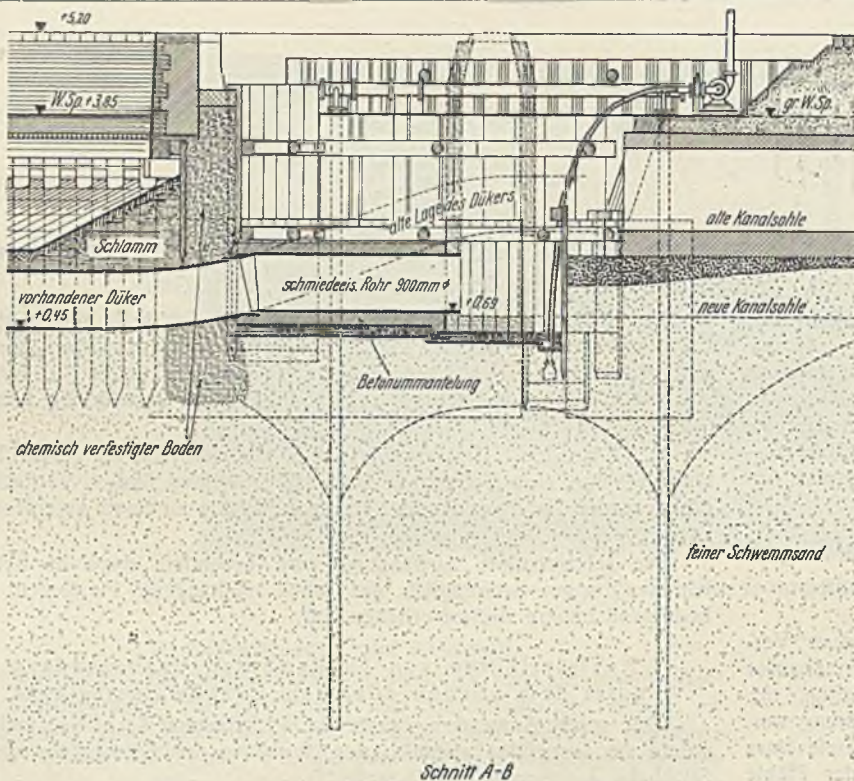 +5,20
W.Sp.+3,85
gr. W.Sp.
alte Lage des Dükers
alte Kanalsohle
Schlamm
schmiedeeis. Rohr 900mm ⌀
vorhandener Düker
+0,45
+0,69
neue Kanalsohle
Betonummantelung
chemisch verfestigter Boden
feiner Schwemmsand
Schnitt A-B